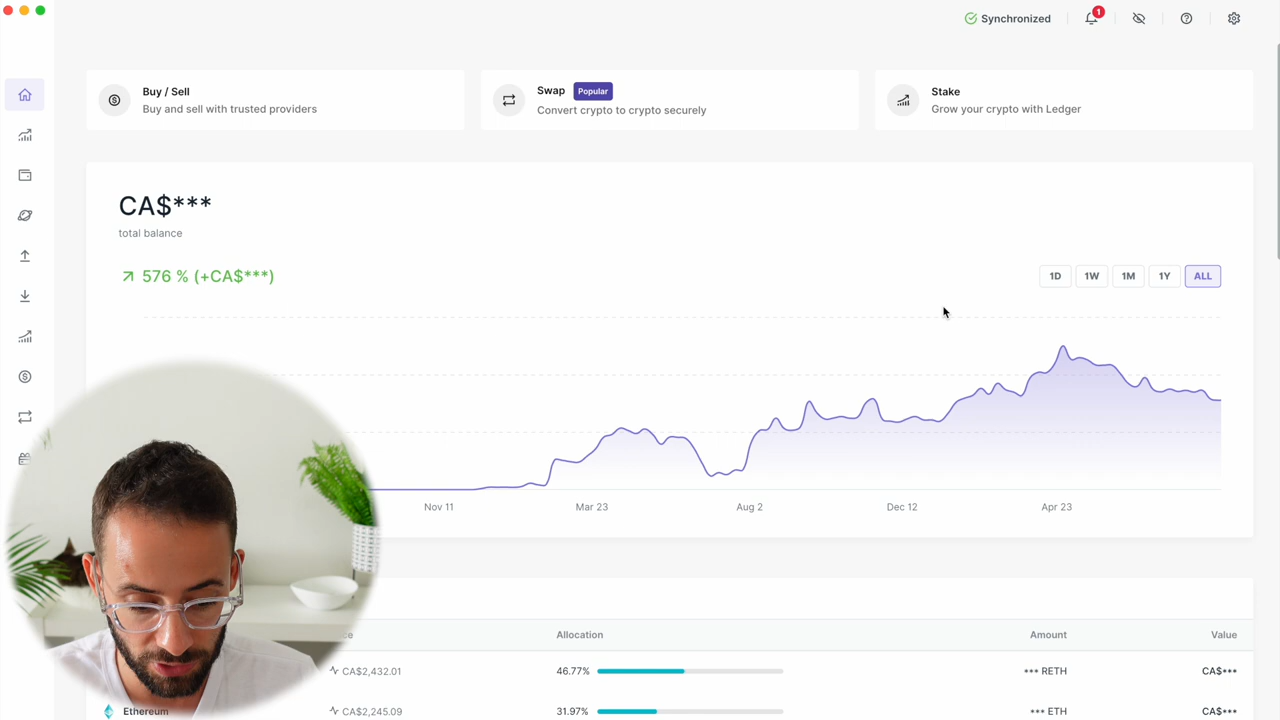 Synchronized
1
Buy / Sell
Buy and sell with trusted providers
Swap Popular
Convert crypto to crypto securely
Stake
Grow your crypto with Ledger
CA$***
total balance
576 % (+CA$***)
1D 1W 1M 1Y ALL
Nov 11 Mar 23 Aug 2 Dec 12 Apr 23
Allocation Amount Value
CA$2,432.01 46.77% *** RETH CA$***
Ethereum CA$2,245.09 31.97% *** ETH CA$***